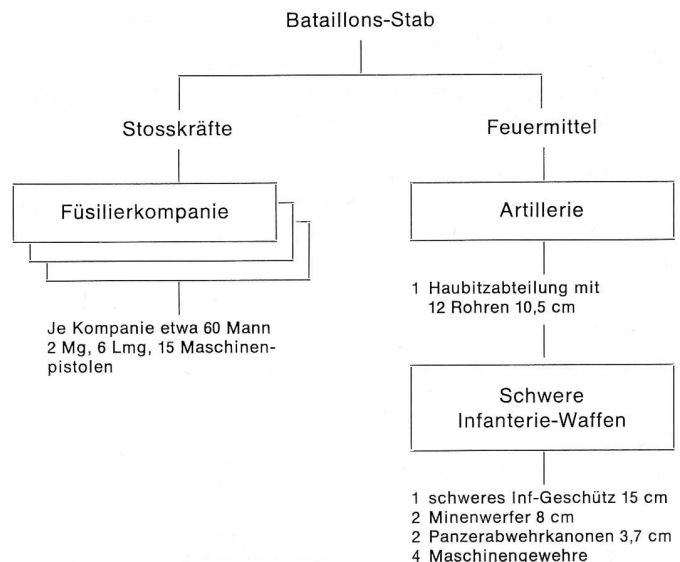 Bataillons-Stab
Stosskräfte
Füsilierkompanie
Je Kompanie etwa 60 Mann
2 Mg, 6 Lmg, 15 Maschinen-
pistolen
Feuermittel
Artillerie
1 Haubitzabteilung mit
12 Rohren 10,5 cm
Schwere
Infanterie-Waffen
1 schweres Inf-Geschütz 15 cm
2 Minenwerfer 8 cm
2 Panzerabwehrkanonen 3,7 cm
4 Maschinengewehre